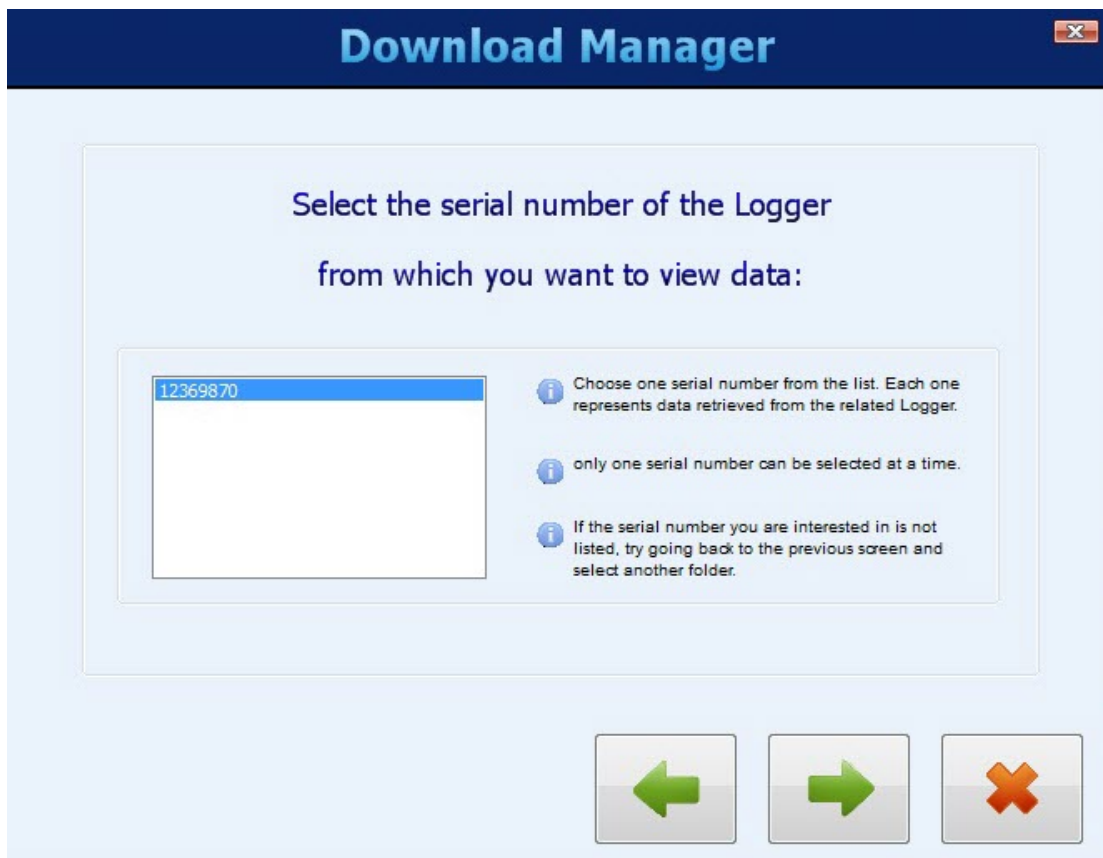 Download Manager
Select the serial number of the Logger
from which you want to view data:
12369870
Choose one serial number from the list. Each one
represents data retrieved from the related Logger.
only one serial number can be selected at a time.
If the serial number you are interested in is not
listed, try going back to the previous screen and
select another folder.